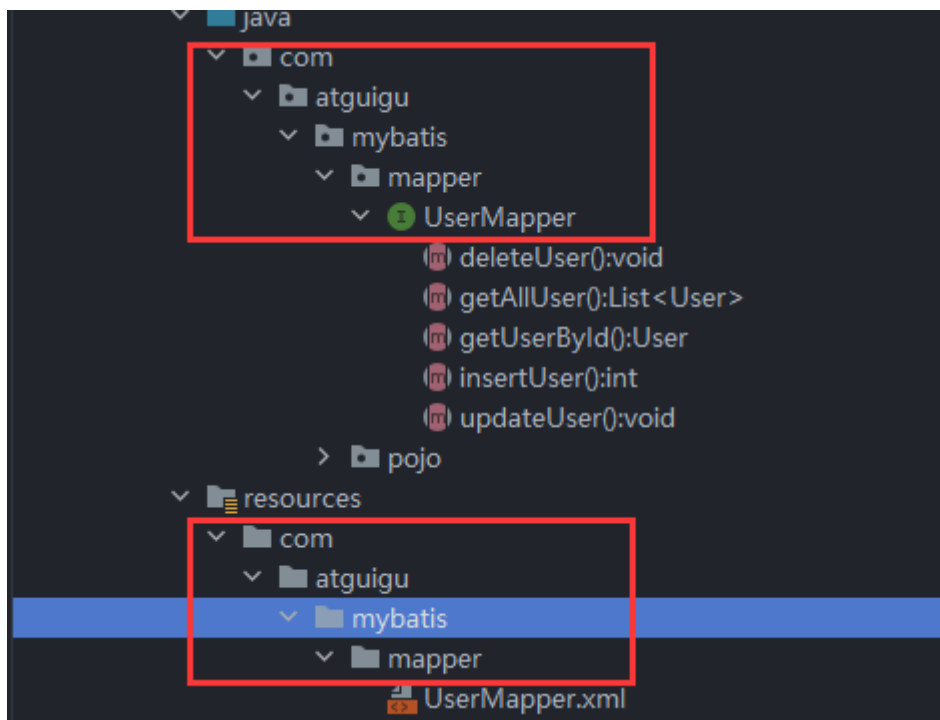 java
com
atguigu
mybatis
mapper
UserMapper
deleteUser():void
getAllUser():List<User>
getUserById():User
insertUser():int
updateUser():void
pojo
resources
com
atguigu
mybatis
mapper
UserMapper.xml